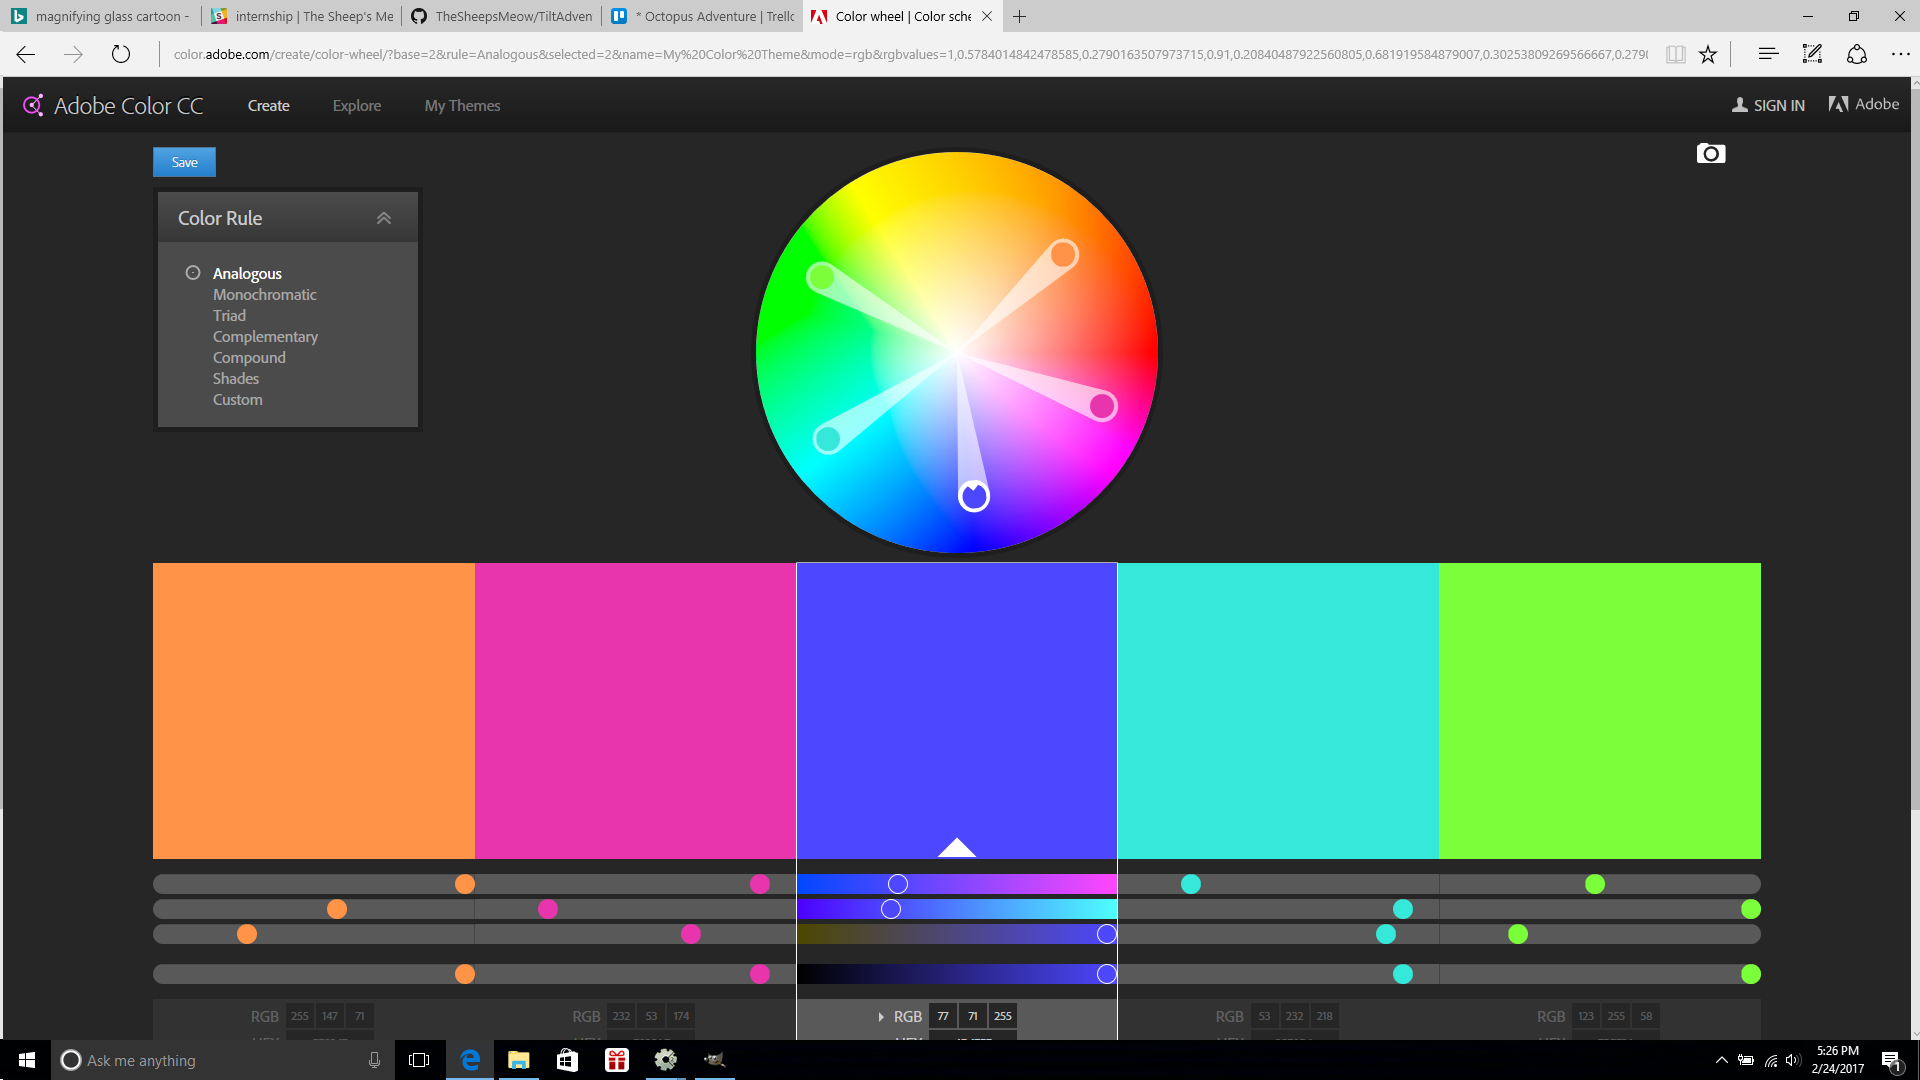 magnifying glass cartoon -
internship | The Sheep's Me
TheSheepsMeow/TiltAdven
* Octopus Adventure | Trellc
Color wheel | Color sche
color.adobe.com/create/color-wheel/?base=2&rule=Analogous&selected=2&name=My%20Color%20Theme&mode=rgb&rgbvalues=1,0.5784014842478585,0.2790163507973715,0.91,0.20840487922560805,0.681919584879007,0.30253809269566667,0.2790
Adobe Color CC
Create
Explore
My Themes
SIGN IN
Adobe
Save
Color Rule
Analogous
Monochromatic
Triad
Complementary
Compound
Shades
Custom
RGB 255 147 71
RGB 232 53 174
RGB 77 71 255
RGB 53 232 218
RGB 123 255 58
Ask me anything
5:26 PM
2/24/2017
1